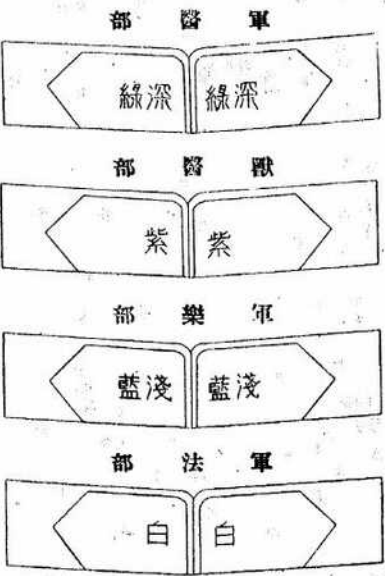 軍醫部
深綠 深綠
獸醫部
紫 紫
軍樂部
淺藍 淺藍
軍法部
白 白